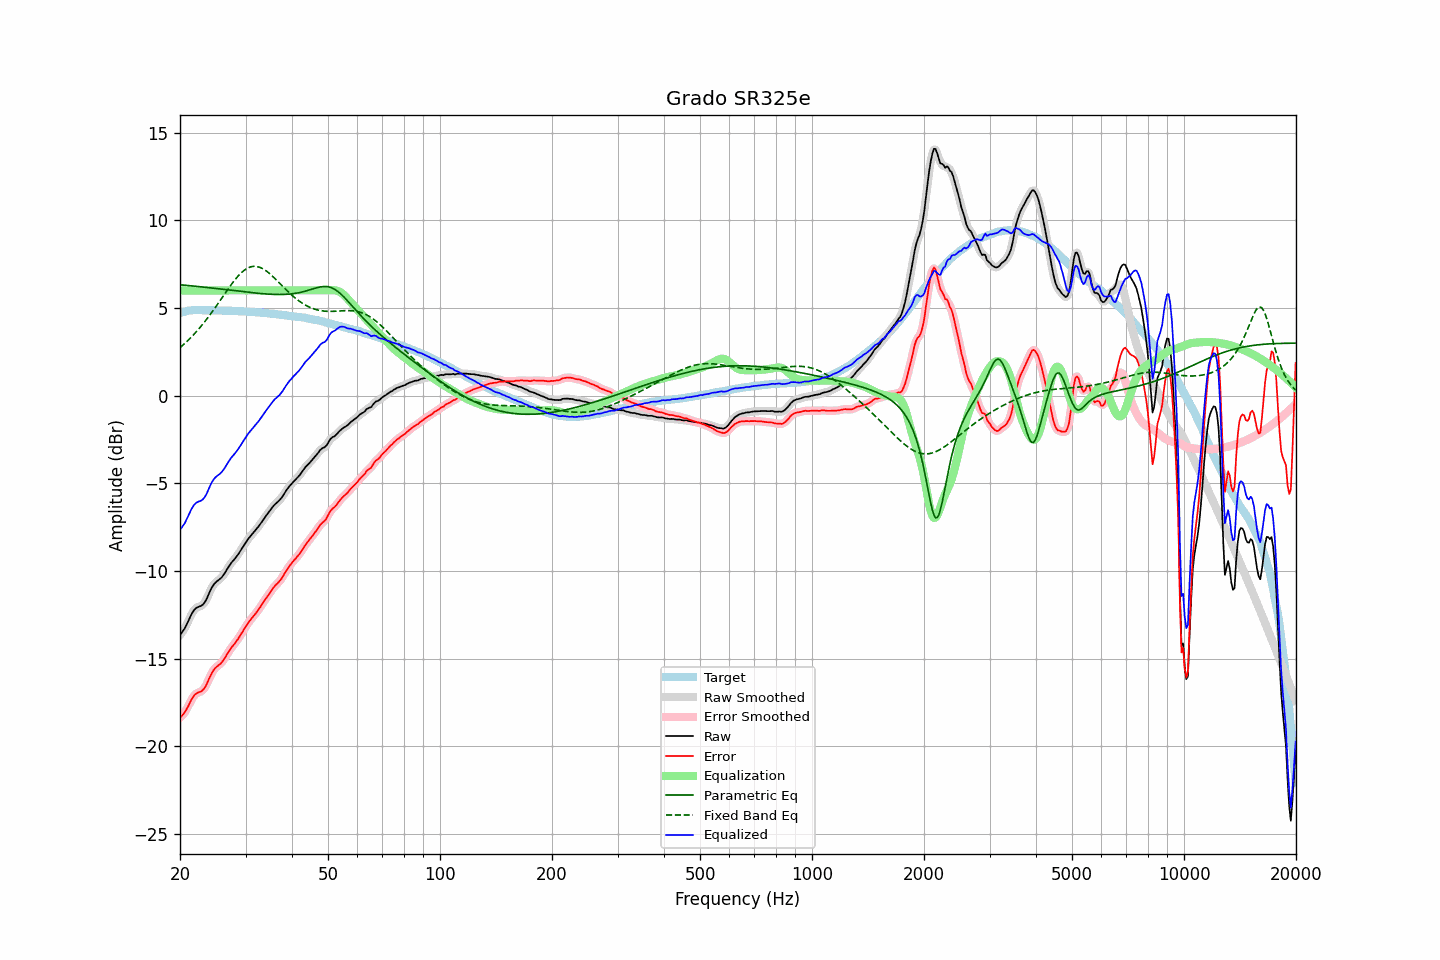 Grado SR325e
15
10
5
0
−5
−10
−15
−20
−25
Amplitude (dBr)
Target
Raw Smoothed
Error Smoothed
Raw
Error
Equalization
Parametric Eq
Fixed Band Eq
Equalized
20 50 100 200 500 1000 2000 5000 10000 20000
Frequency (Hz)